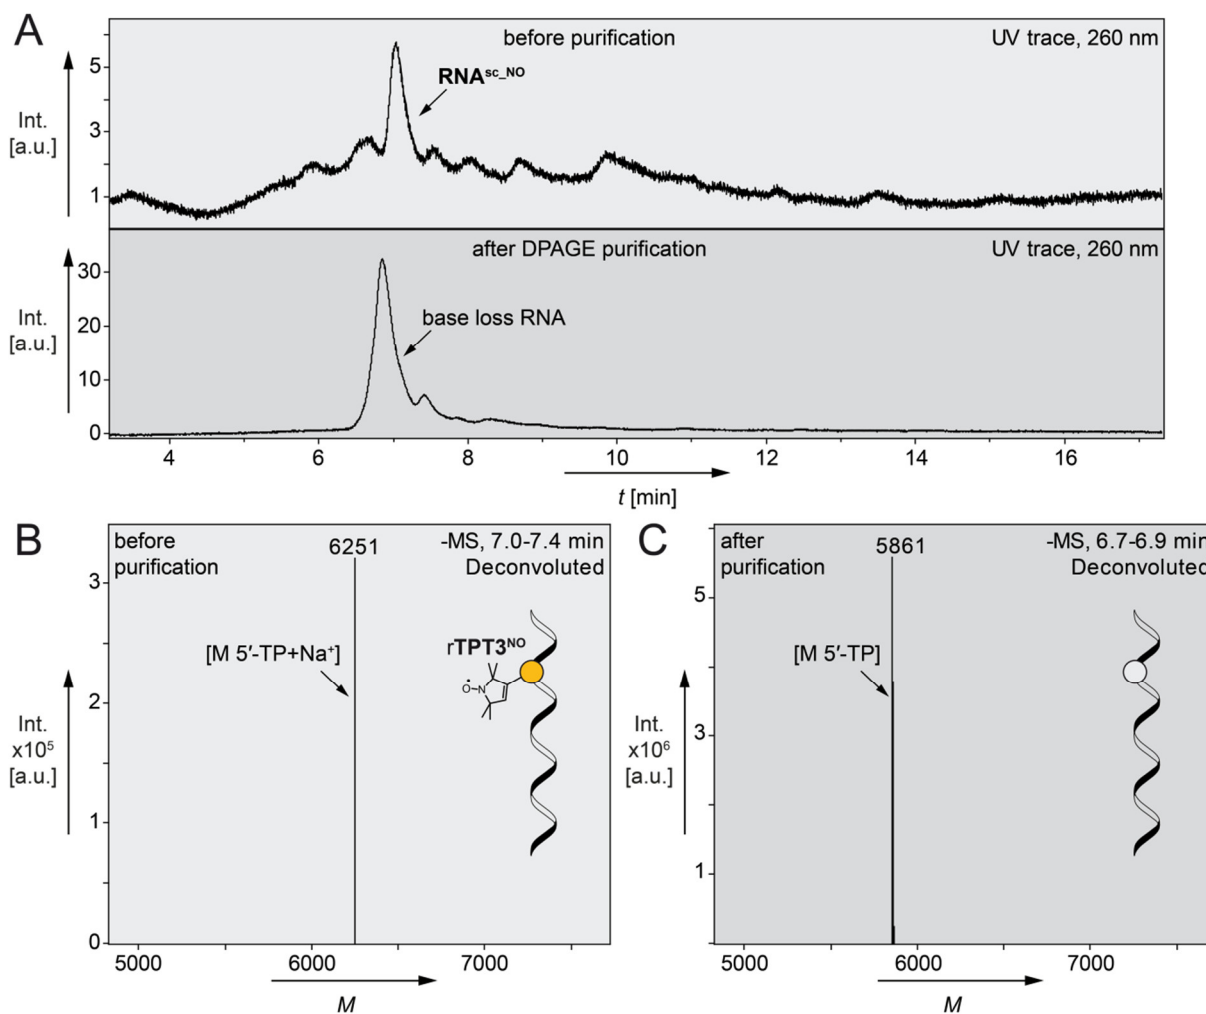 A
before purification
UV trace, 260 nm
RNAsc_NO
Int.
[a.u.]
5
3
1
after DPAGE purification
UV trace, 260 nm
base loss RNA
Int.
[a.u.]
30
20
10
0
4 6 8 10 12 14 16
t [min]
B
before
purification
6251
-MS, 7.0-7.4 min
Deconvoluted
[M 5′-TP+Na+]
rTPT3NO
O•–N
Int.
x10⁵
[a.u.]
3
2
1
0
5000 6000 7000
M
C
after
purification
5861
-MS, 6.7-6.9 min
Deconvoluted
[M 5′-TP]
Int.
x10⁶
[a.u.]
5
3
1
5000 6000 7000
M